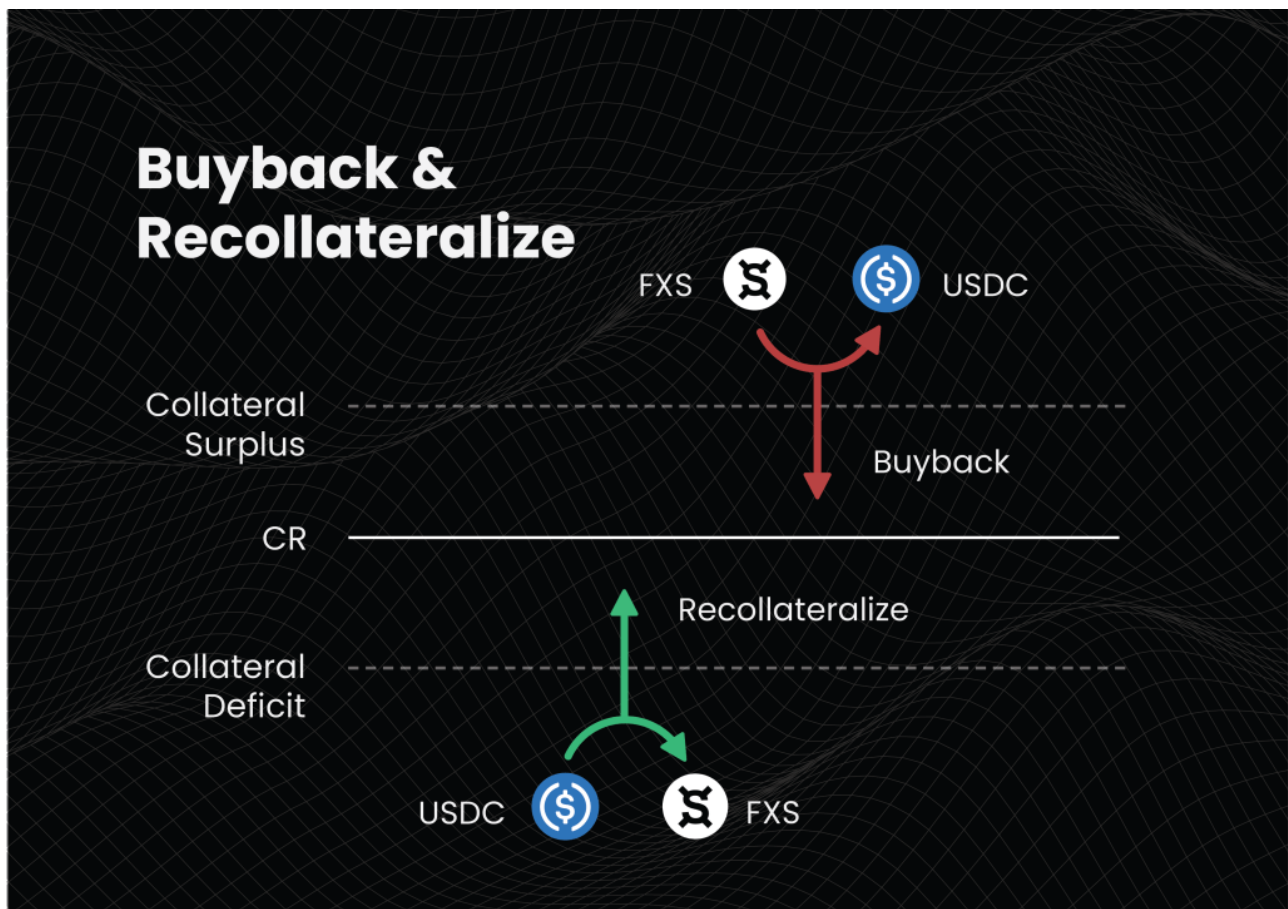 Buyback &
Recollateralize
FXS
USDC
Collateral
Surplus
Buyback
CR
Recollateralize
Collateral
Deficit
USDC
FXS